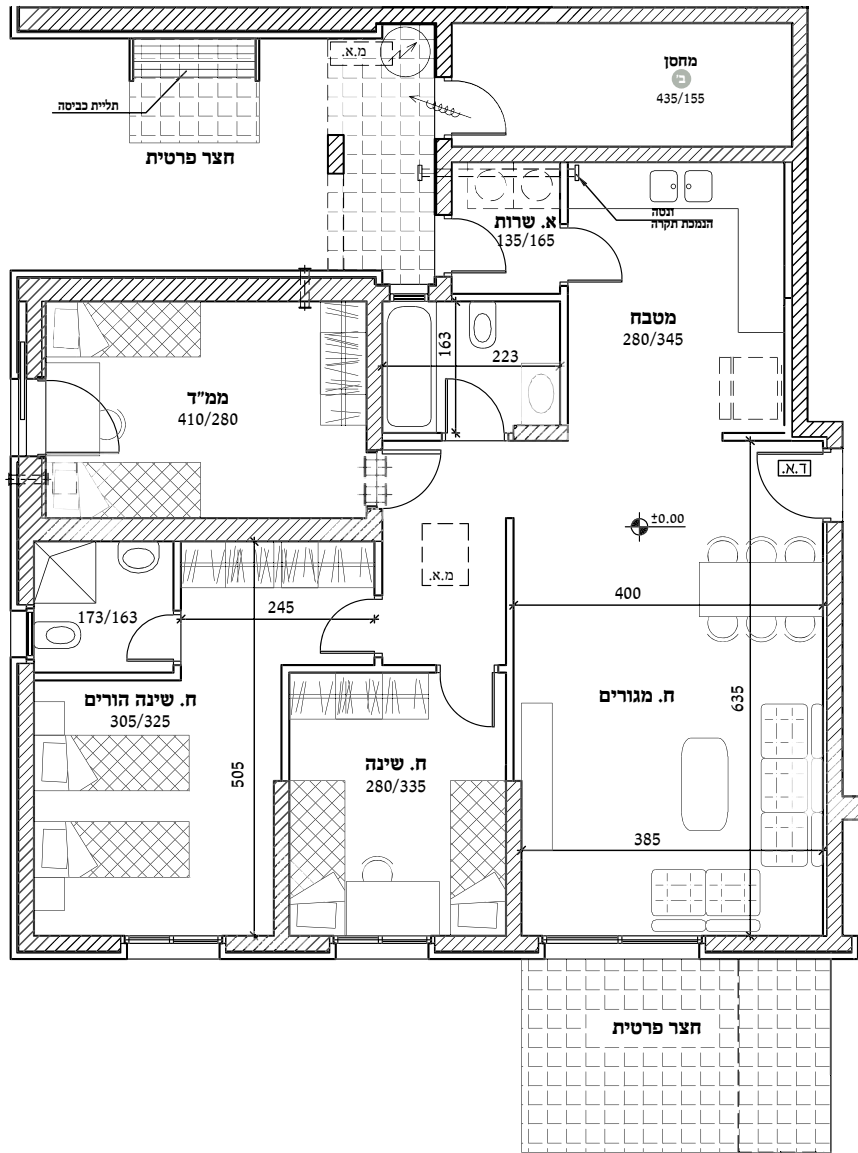 מ.א.
מחסן
ב'
435/155
תליית כביסה
חצר פרטית
א. שרות
135/165
ונטה
הנמכת תקרה
מטבח
280/345
163
223
ממ"ד
410/280
ד.א.
±0.00
מ.א.
400
173/163
245
ח. שינה הורים
305/325
ח. מגורים
635
505
ח. שינה
280/335
385
חצר פרטית